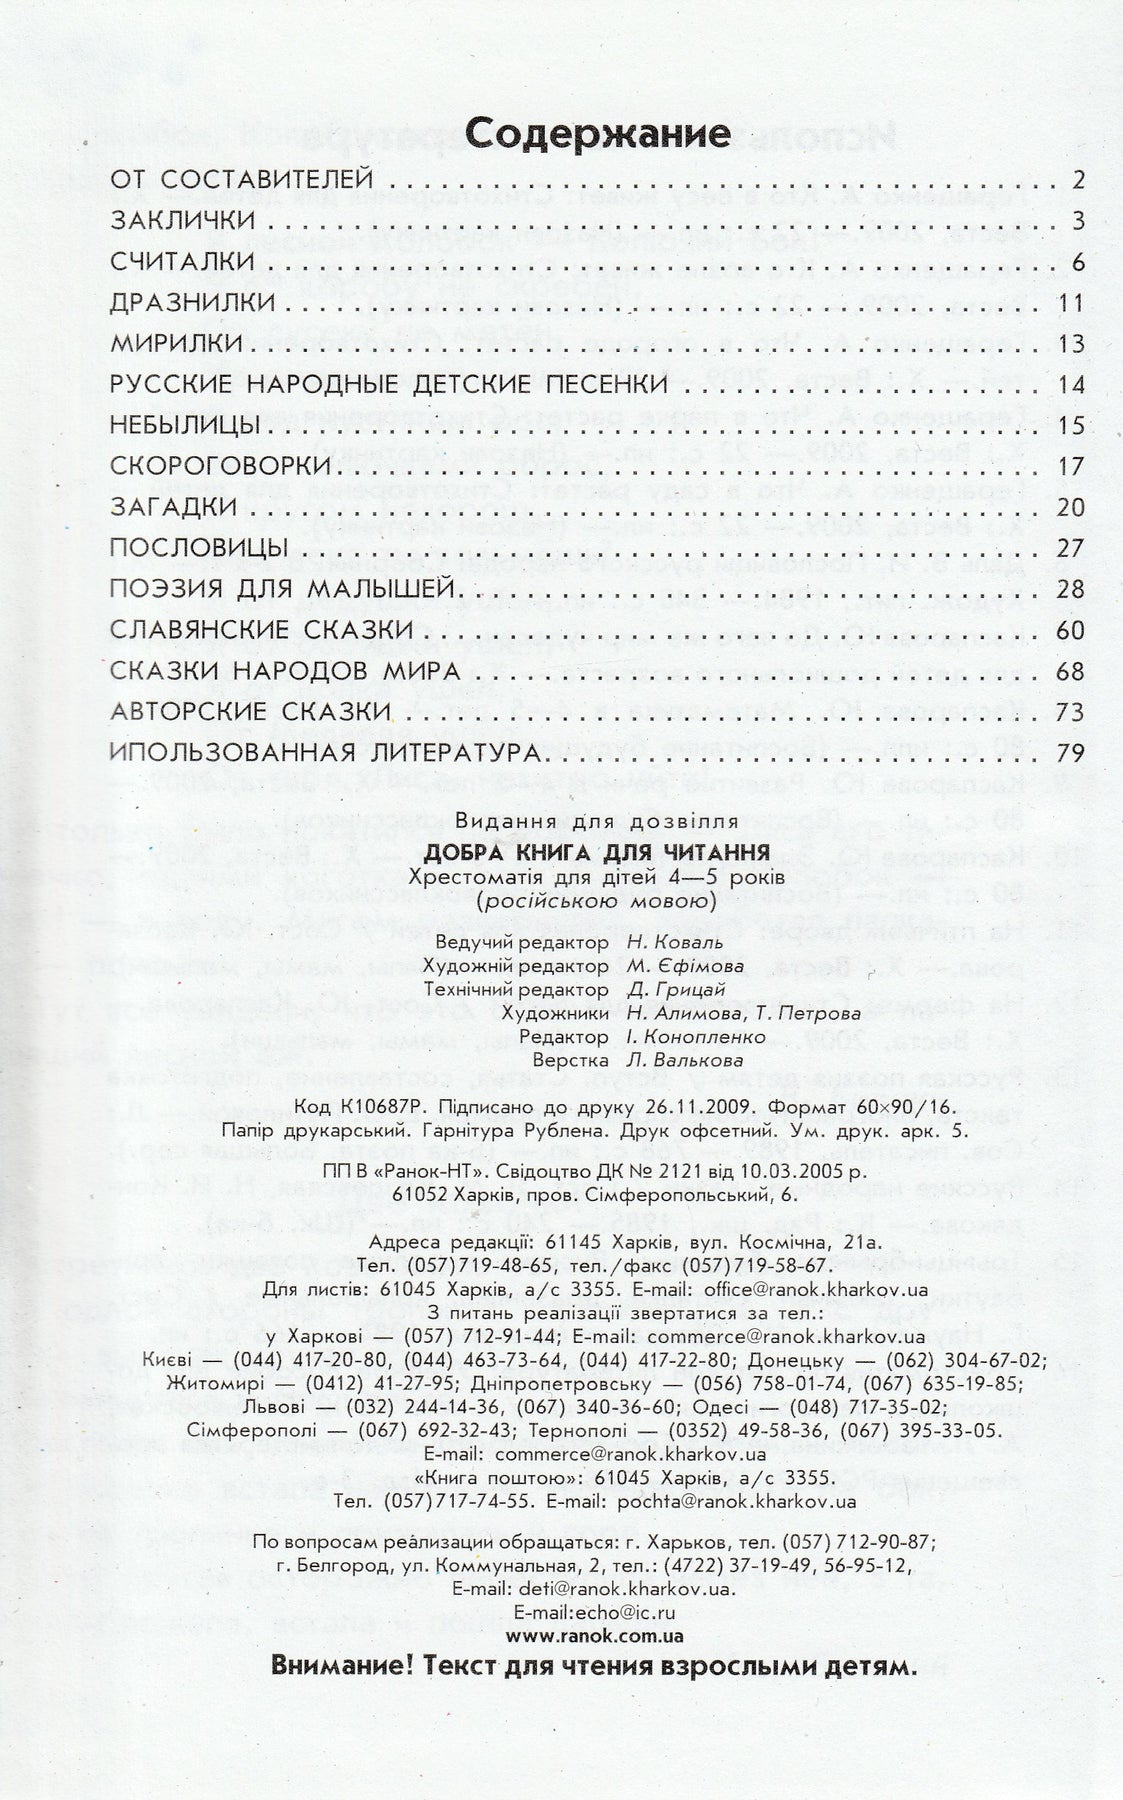 Содержание
ОТ СОСТАВИТЕЛЕЙ . . . . . . . . . . . . . . . . . . . . 2
ЗАКЛИЧКИ . . . . . . . . . . . . . . . . . . . . 3
СЧИТАЛКИ . . . . . . . . . . . . . . . . . . . . 6
ДРАЗНИЛКИ . . . . . . . . . . . . . . . . . . . . 11
МИРИЛКИ . . . . . . . . . . . . . . . . . . . . 13
РУССКИЕ НАРОДНЫЕ ДЕТСКИЕ ПЕСЕНКИ . . . . . . . . . . . . . . . . . . . . 14
НЕБЫЛИЦЫ . . . . . . . . . . . . . . . . . . . . 15
СКОРОГОВОРКИ . . . . . . . . . . . . . . . . . . . . 17
ЗАГАДКИ . . . . . . . . . . . . . . . . . . . . 20
ПОСЛОВИЦЫ . . . . . . . . . . . . . . . . . . . . 27
ПОЭЗИЯ ДЛЯ МАЛЫШЕЙ . . . . . . . . . . . . . . . . . . . . 28
СЛАВЯНСКИЕ СКАЗКИ . . . . . . . . . . . . . . . . . . . . 60
СКАЗКИ НАРОДОВ МИРА . . . . . . . . . . . . . . . . . . . . 68
АВТОРСКИЕ СКАЗКИ . . . . . . . . . . . . . . . . . . . . 73
ИПОЛЬЗОВАННАЯ ЛИТЕРАТУРА . . . . . . . . . . . . . . . . . . . . 79
Видання для дозвілля
ДОБРА КНИГА ДЛЯ ЧИТАННЯ
Хрестоматія для дітей 4—5 років
(російською мовою)
Ведучий редактор Н. Коваль
Художній редактор М. Єфімова
Технічний редактор Д. Грицай
Художники Н. Алимова, Т. Петрова
Редактор І. Конопленко
Верстка Л. Валькова
Код К10687Р. Підписано до друку 26.11.2009. Формат 60×90/16.
Папір друкарський. Гарнітура Рублена. Друк офсетний. Ум. друк. арк. 5.
ПП В «Ранок-НТ». Свідоцтво ДК № 2121 від 10.03.2005 р.
61052 Харків, пров. Сімферопольський, 6.
Адреса редакції: 61145 Харків, вул. Космічна, 21а.
Тел. (057)719-48-65, тел./факс (057)719-58-67.
Для листів: 61045 Харків, а/с 3355. E-mail: office@ranok.kharkov.ua
З питань реалізації звертатися за тел.:
у Харкові — (057) 712-91-44; E-mail: commerce@ranok.kharkov.ua
Києві — (044) 417-20-80, (044) 463-73-64, (044) 417-22-80; Донецьку — (062) 304-67-02;
Житомирі — (0412) 41-27-95; Дніпропетровську — (056) 758-01-74, (067) 635-19-85;
Львові — (032) 244-14-36, (067) 340-36-60; Одесі — (048) 717-35-02;
Сімферополі — (067) 692-32-43; Тернополі — (0352) 49-58-36, (067) 395-33-05.
E-mail: commerce@ranok.kharkov.ua
«Книга поштою»: 61045 Харків, а/с 3355.
Тел. (057)717-74-55. E-mail: pochta@ranok.kharkov.ua
По вопросам реализации обращаться: г. Харьков, тел. (057) 712-90-87;
г. Белгород, ул. Коммунальная, 2, тел.: (4722) 37-19-49, 56-95-12,
E-mail: deti@ranok.kharkov.ua.
E-mail:echo@ic.ru
www.ranok.com.ua
Внимание! Текст для чтения взрослыми детям.